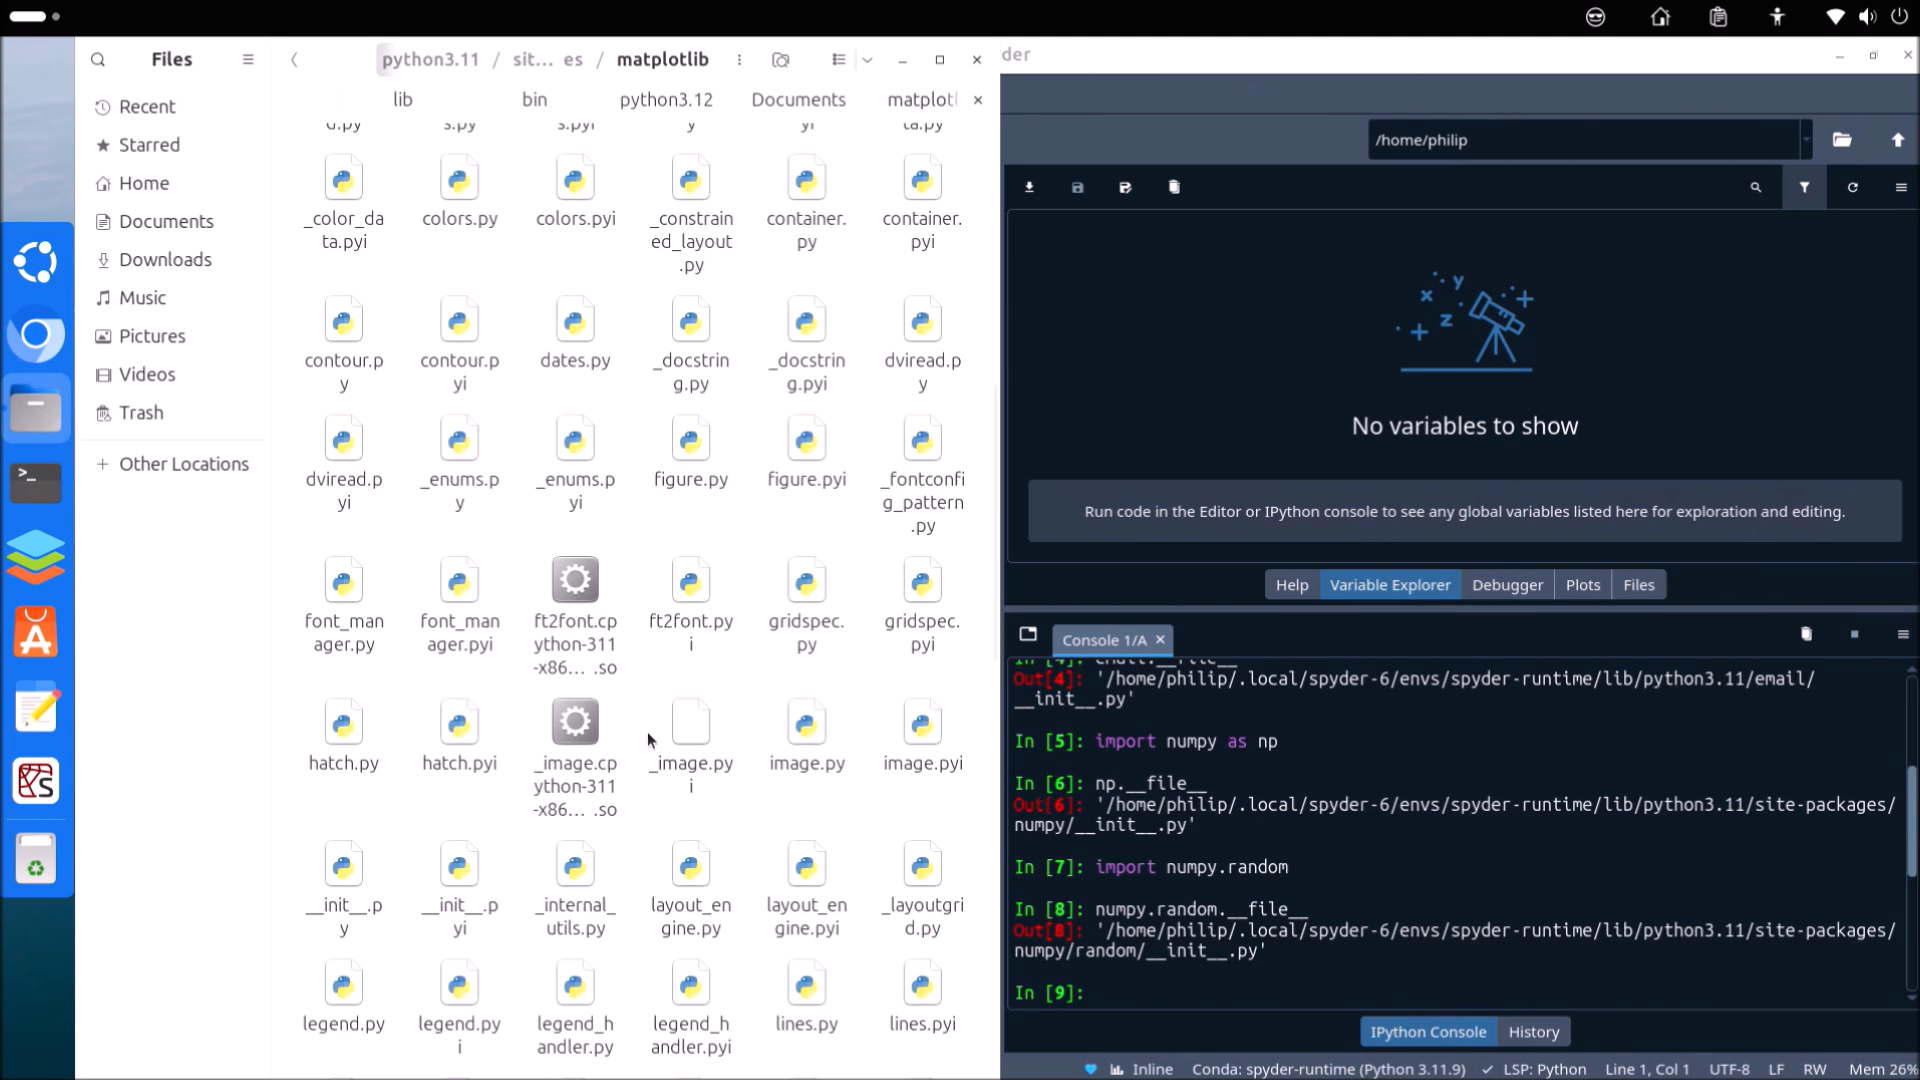 Files
python3.11 / sit... es / matplotlib
der
lib
bin
python3.12
Documents
matplotl
Recent
Starred
Home
Documents
Downloads
Music
Pictures
Videos
Trash
Other Locations
d.py
s.py
s.pyi
y
yi
ta.py
_color_da
ta.pyi
colors.py
colors.pyi
_constrain
ed_layout
.py
container.
py
container.
pyi
contour.p
y
contour.p
yi
dates.py
_docstrin
g.py
_docstrin
g.pyi
dviread.p
y
dviread.p
yi
_enums.p
y
_enums.p
yi
figure.py
figure.pyi
_fontconfi
g_pattern
.py
font_man
ager.py
font_man
ager.pyi
ft2font.cp
ython-311
-x86... .so
ft2font.py
i
gridspec.
py
gridspec.
pyi
hatch.py
hatch.pyi
_image.cp
ython-311
-x86... .so
_image.py
i
image.py
image.pyi
__init__.p
y
__init__.p
yi
_internal_
utils.py
layout_en
gine.py
layout_en
gine.pyi
_layoutgri
d.py
legend.py
legend.py
i
legend_h
andler.py
legend_h
andler.pyi
lines.py
lines.pyi
/home/philip
x y z
No variables to show
Run code in the Editor or IPython console to see any global variables listed here for exploration and editing.
Help
Variable Explorer
Debugger
Plots
Files
Console 1/A
In [4]: email.__file__
Out[4]: '/home/philip/.local/spyder-6/envs/spyder-runtime/lib/python3.11/email/
__init__.py'
In [5]: import numpy as np
In [6]: np.__file__
Out[6]: '/home/philip/.local/spyder-6/envs/spyder-runtime/lib/python3.11/site-packages/
numpy/__init__.py'
In [7]: import numpy.random
In [8]: numpy.random.__file__
Out[8]: '/home/philip/.local/spyder-6/envs/spyder-runtime/lib/python3.11/site-packages/
numpy/random/__init__.py'
In [9]:
IPython Console
History
Inline
Conda: spyder-runtime (Python 3.11.9)
LSP: Python
Line 1, Col 1
UTF-8
LF
RW
Mem 26%